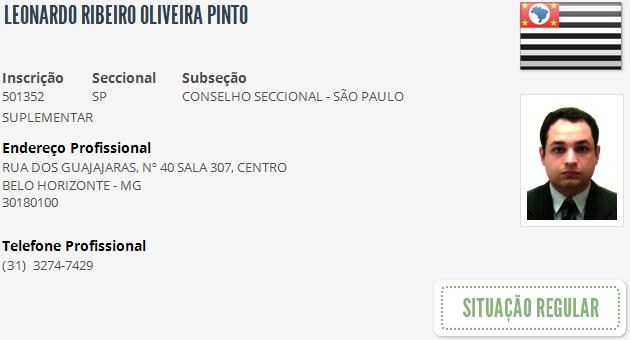 LEONARDO RIBEIRO OLIVEIRA PINTO
Inscrição Seccional Subseção
501352 SP CONSELHO SECCIONAL - SÃO PAULO
SUPLEMENTAR
Endereço Profissional
RUA DOS GUAJAJARAS, Nº 40 SALA 307, CENTRO
BELO HORIZONTE - MG
30180100
Telefone Profissional
(31) 3274-7429
SITUAÇÃO REGULAR